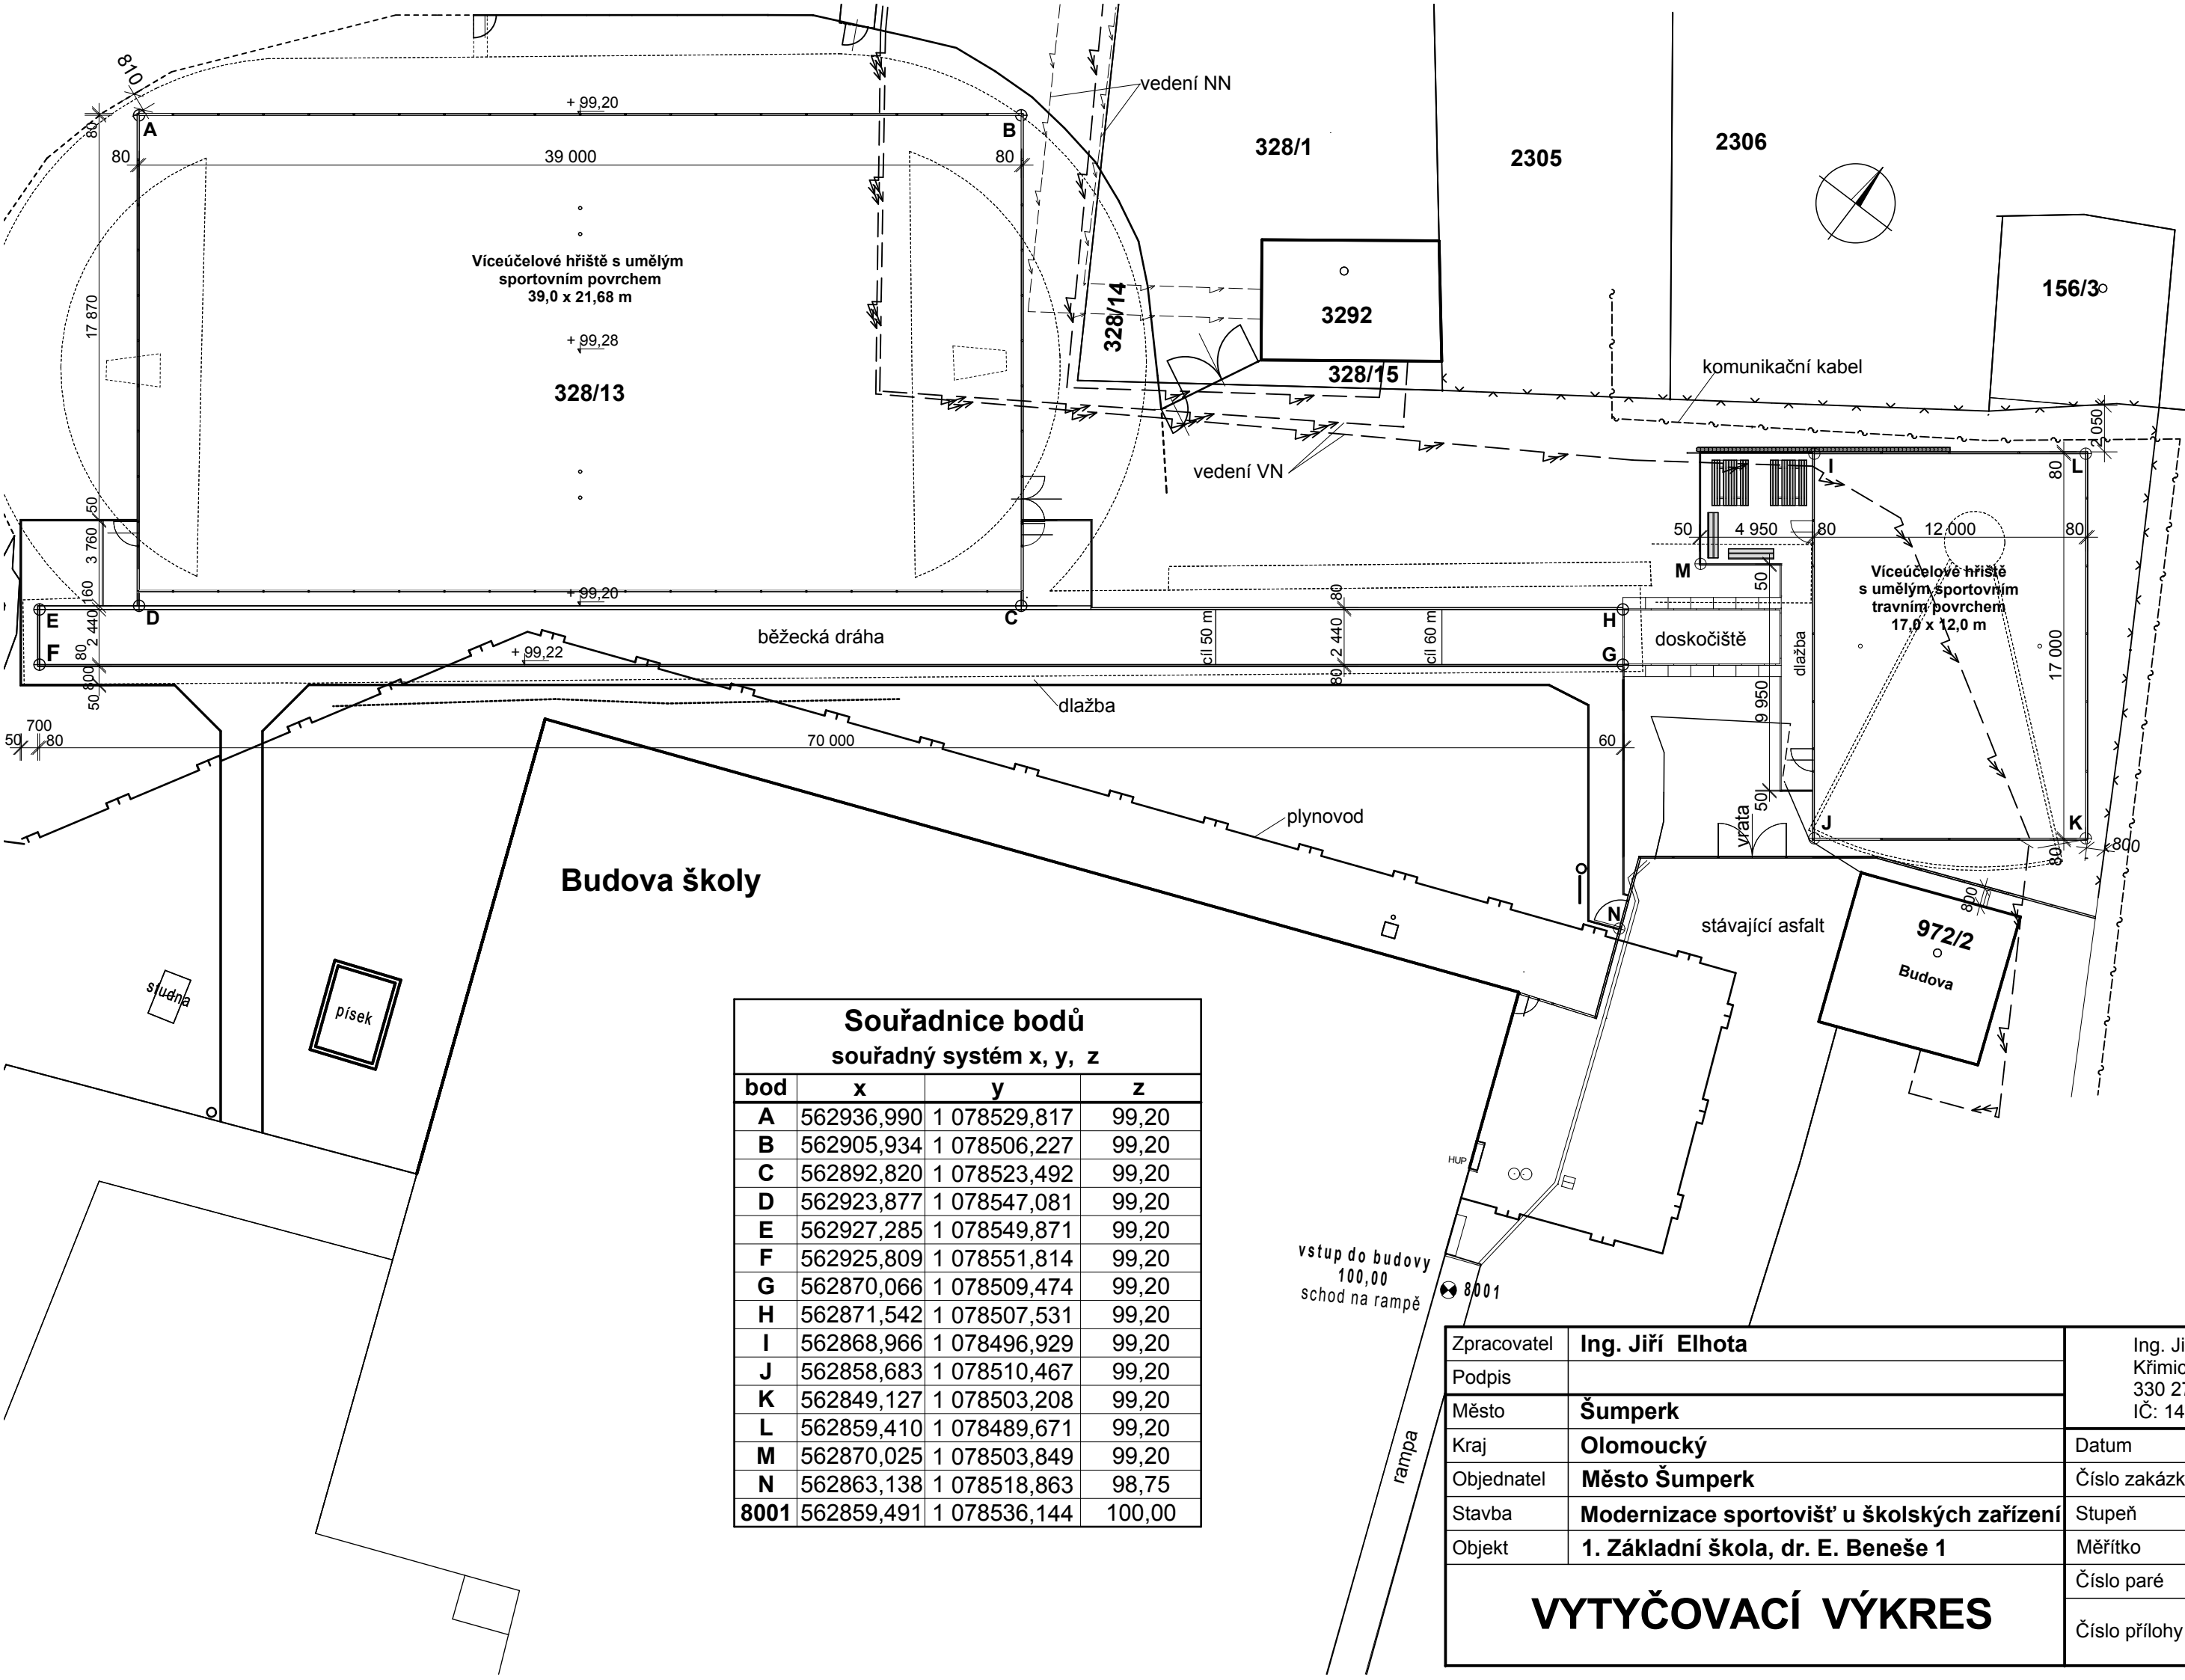 810
80
A
+ 99,20
B
80
39 000
80
vedení NN
328/1
2305
2306
Víceúčelové hřiště s umělým
sportovním povrchem
39,0 x 21,68 m
17 870
+ 99,28
328/13
328/14
3292
328/15
156/3
komunikační kabel
2 050
vedení VN
50
3 760
160
2 440
80
800
50
E
F
D
+ 99,20
C
běžecká dráha
+ 99,22
cíl 50 m
80
2 440
80
cíl 60 m
H
G
doskočiště
dlažba
M
50
4 950
80
12 000
80
I
L
80
50
Víceúčelové hřiště
s umělým sportovním
travním povrchem
17,0 x 12,0 m
17 000
9 950
50
J
K
80
800
800
vrata
dlažba
50
700
80
70 000
60
plynovod
Budova školy
N
stávající asfalt
972/2
Budova
studna
písek
Souřadnice bodů
souřadný systém x, y, z
bod x y z
A 562936,990 1 078529,817 99,20
B 562905,934 1 078506,227 99,20
C 562892,820 1 078523,492 99,20
D 562923,877 1 078547,081 99,20
E 562927,285 1 078549,871 99,20
F 562925,809 1 078551,814 99,20
G 562870,066 1 078509,474 99,20
H 562871,542 1 078507,531 99,20
I 562868,966 1 078496,929 99,20
J 562858,683 1 078510,467 99,20
K 562849,127 1 078503,208 99,20
L 562859,410 1 078489,671 99,20
M 562870,025 1 078503,849 99,20
N 562863,138 1 078518,863 98,75
8001 562859,491 1 078536,144 100,00
HUP
vstup do budovy
100,00
schod na rampě
8001
rampa
Zpracovatel Ing. Jiří Elhota
Podpis
Město Šumperk
Kraj Olomoucký
Objednatel Město Šumperk
Stavba Modernizace sportovišť u školských zařízení
Objekt 1. Základní škola, dr. E. Beneše 1
VYTYČOVACÍ VÝKRES
Ing. Ji
Křimic
330 27
IČ: 14
Datum
Číslo zakázk
Stupeň
Měřítko
Číslo paré
Číslo přílohy